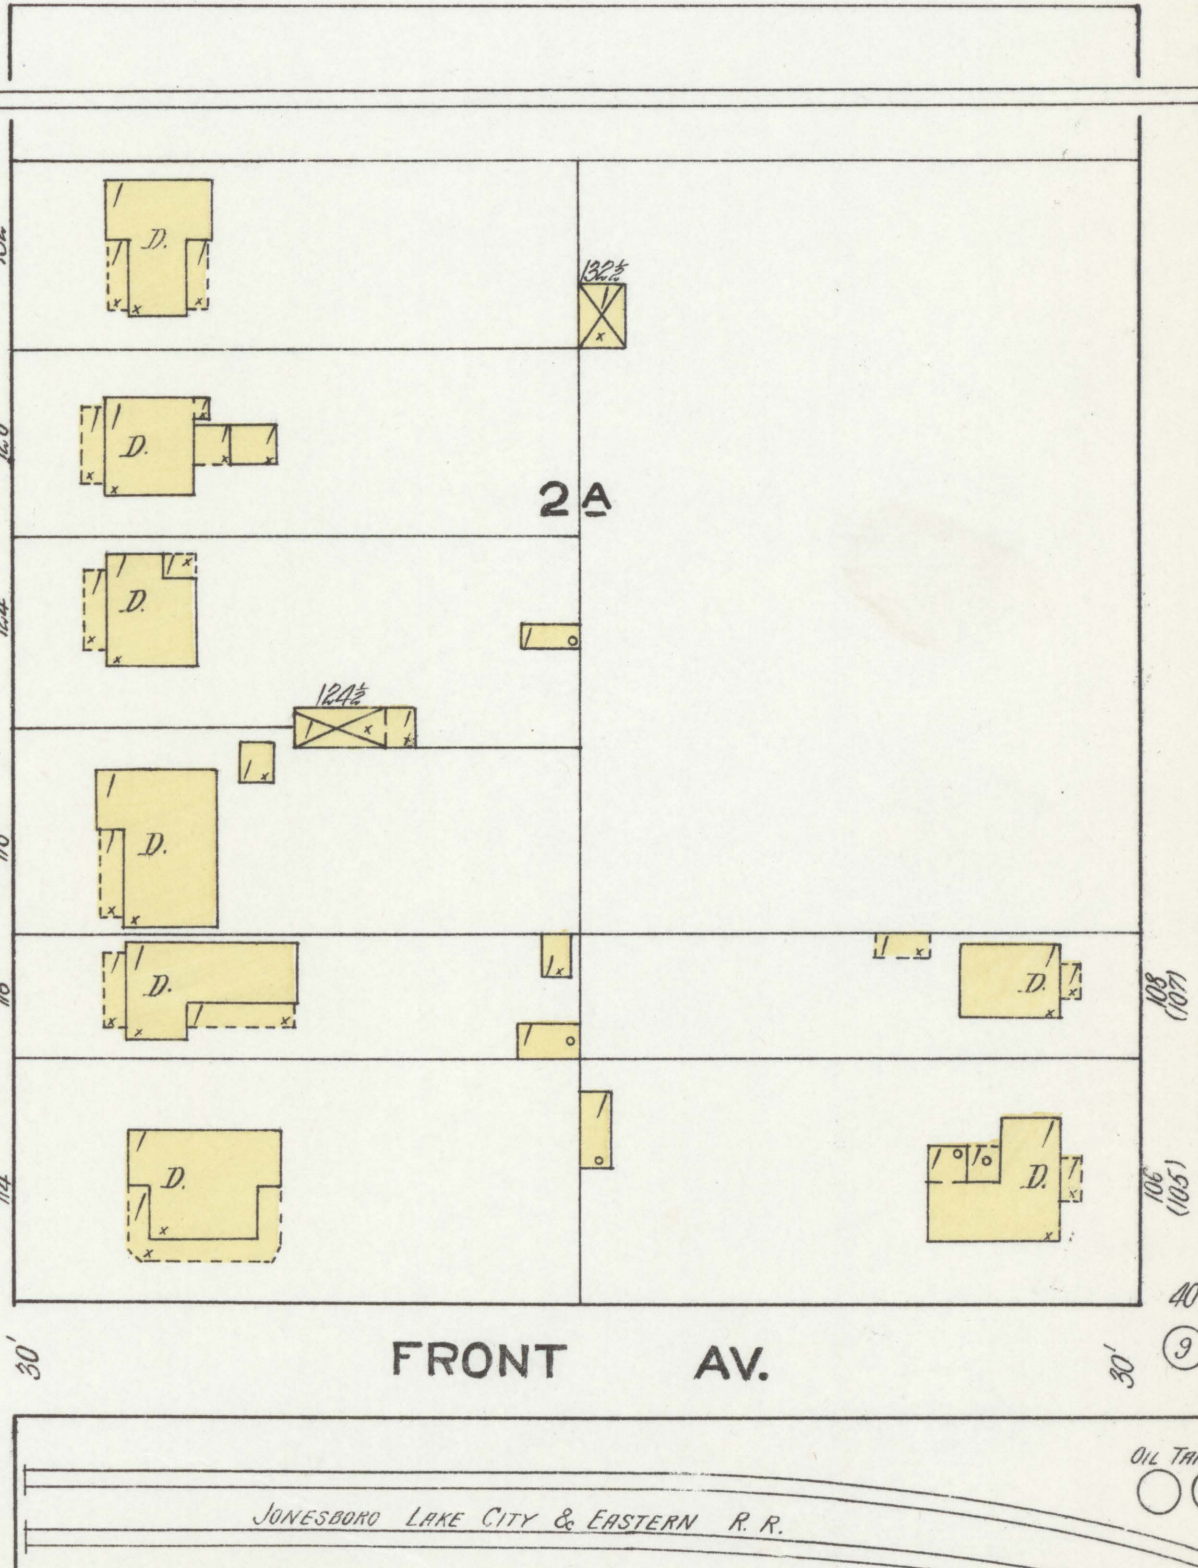 D.
132½
D.
2A
D.
124½
D.
D.
D.
108
(107)
D.
D.
106
(105)
114
40
9
30'
FRONT AV.
30'
OIL TA
JONESBORO LAKE CITY & EASTERN R. R.